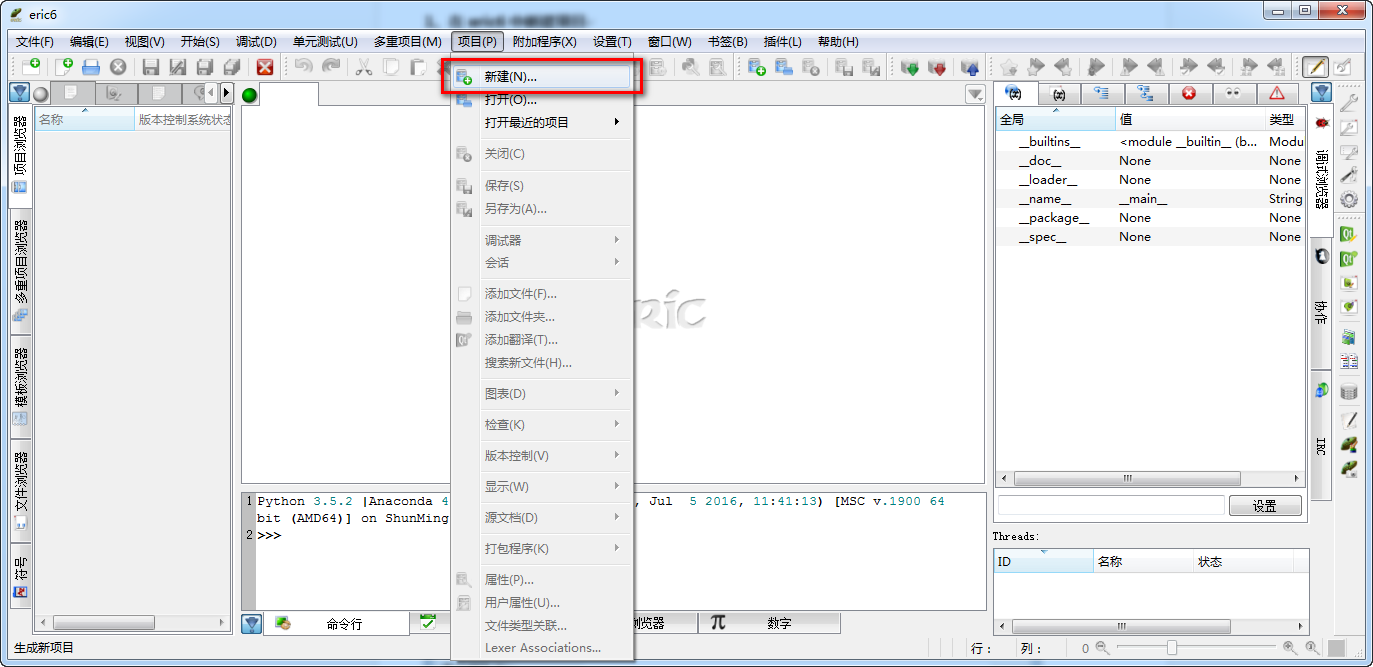 eric6
文件(F) 编辑(E) 视图(V) 开始(S) 调试(D) 单元测试(U) 多重项目(M) 项目(P) 附加程序(X) 设置(T) 窗口(W) 书签(B) 插件(L) 帮助(H)
新建(N)...
打开(O)...
打开最近的项目
关闭(C)
保存(S)
另存为(A)...
调试器
会话
添加文件(F)...
添加文件夹...
添加翻译(T)...
搜索新文件(H)...
图表(D)
检查(K)
版本控制(V)
显示(W)
源文档(D)
打包程序(K)
属性(P)...
用户属性(U)...
文件类型关联...
Lexer Associations...
项目浏览器
多重项目浏览器
模板浏览器
文件浏览器
符号
名称 版本控制系统状态
ric
1 Python 3.5.2 |Anaconda 4 , Jul 5 2016, 11:41:13) [MSC v.1900 64
bit (AMD64)] on ShunMing
2 >>>
命令行 浏览器 数字
全局 值 类型
__builtins__ <module __builtin__ (b... Modu
__doc__ None None
__loader__ None None
__name__ __main__ String
__package__ None None
__spec__ None None
设置
Threads:
ID 名称 状态
调试浏览器
协作
IRC
生成新项目 行: 列: 0